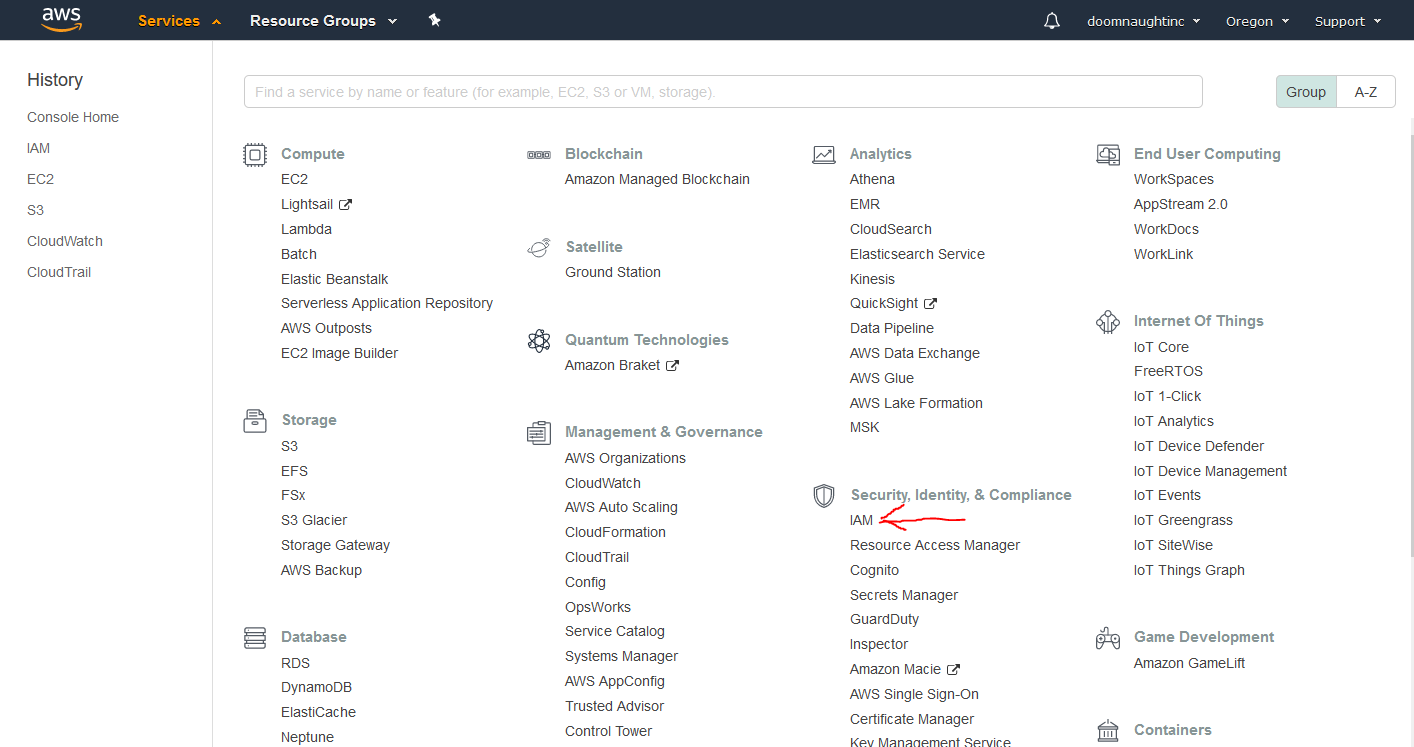 aws
Services
Resource Groups
doomnaughtinc
Oregon
Support
History
Console Home
IAM
EC2
S3
CloudWatch
CloudTrail
Find a service by name or feature (for example, EC2, S3 or VM, storage).
Group
A-Z
Compute
EC2
Lightsail
Lambda
Batch
Elastic Beanstalk
Serverless Application Repository
AWS Outposts
EC2 Image Builder
Storage
S3
EFS
FSx
S3 Glacier
Storage Gateway
AWS Backup
Database
RDS
DynamoDB
ElastiCache
Neptune
Blockchain
Amazon Managed Blockchain
Satellite
Ground Station
Quantum Technologies
Amazon Braket
Management & Governance
AWS Organizations
CloudWatch
AWS Auto Scaling
CloudFormation
CloudTrail
Config
OpsWorks
Service Catalog
Systems Manager
AWS AppConfig
Trusted Advisor
Control Tower
Analytics
Athena
EMR
CloudSearch
Elasticsearch Service
Kinesis
QuickSight
Data Pipeline
AWS Data Exchange
AWS Glue
AWS Lake Formation
MSK
Security, Identity, & Compliance
IAM
Resource Access Manager
Cognito
Secrets Manager
GuardDuty
Inspector
Amazon Macie
AWS Single Sign-On
Certificate Manager
Key Management Service
End User Computing
WorkSpaces
AppStream 2.0
WorkDocs
WorkLink
Internet Of Things
IoT Core
FreeRTOS
IoT 1-Click
IoT Analytics
IoT Device Defender
IoT Device Management
IoT Events
IoT Greengrass
IoT SiteWise
IoT Things Graph
Game Development
Amazon GameLift
Containers